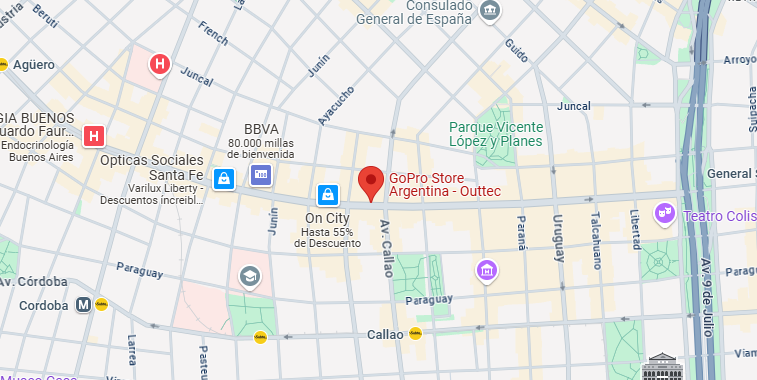 Consulado
General de España
Beruti
French
Junín
Guido
Agüero
H
Juncal
Ayacucho
Arroyo
Juncal
Suipacha
BBVA
80.000 millas
de bienvenida
Parque Vicente
López y Planes
H
GIA BUENOS
uardo Faur...
Endocrinología
Buenos Aires
Opticas Sociales
Santa Fe
Varilux Liberty -
Descuentos increíbl...
GoPro Store
Argentina - Outtec
General S
On City
Hasta 55%
de Descuento
Junín
Av. Callao
Paraná
Uruguay
Talcahuano
Libertad
Teatro Colis
Av. 9 de Julio
Paraguay
Paraguay
Parag
Av. Córdoba
Cordoba
M
Callao
Larrea
Pasteu
Viam